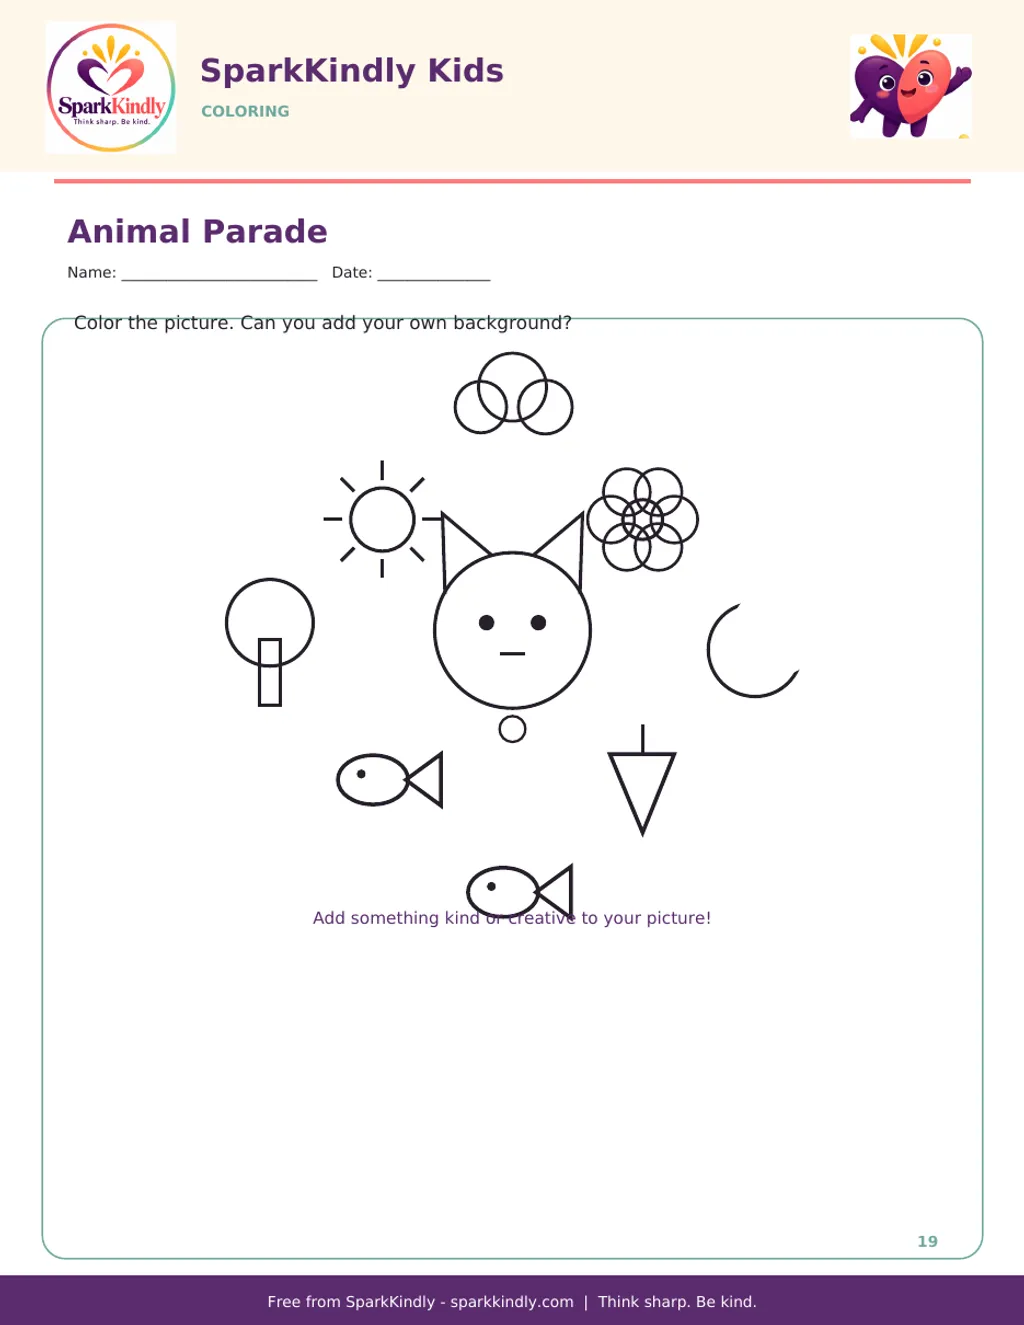 SparkKindly
Think sharp. Be kind.
SparkKindly Kids
COLORING
Animal Parade
Name: __________________________ Date: _______________
Color the picture. Can you add your own background?
Add something kind or creative to your picture!
19
Free from SparkKindly - sparkkindly.com | Think sharp. Be kind.